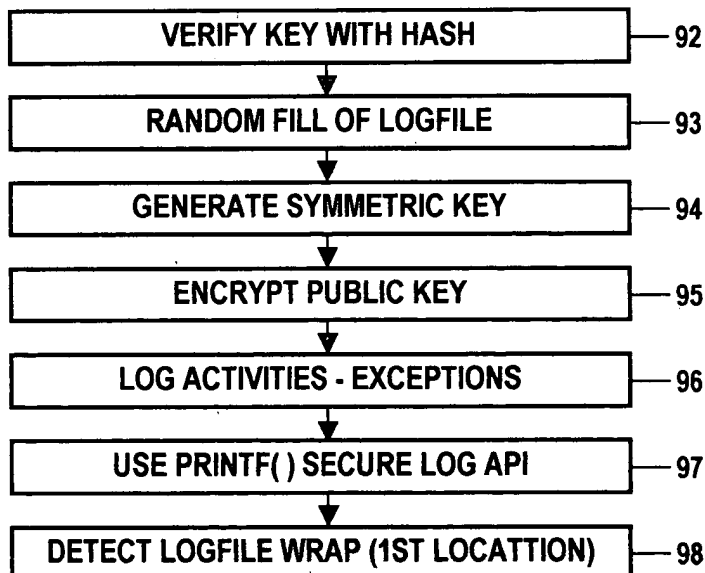 VERIFY KEY WITH HASH 92
RANDOM FILL OF LOGFILE 93
GENERATE SYMMETRIC KEY 94
ENCRYPT PUBLIC KEY 95
LOG ACTIVITIES - EXCEPTIONS 96
USE PRINTF( ) SECURE LOG API 97
DETECT LOGFILE WRAP (1ST LOCATTION) 98